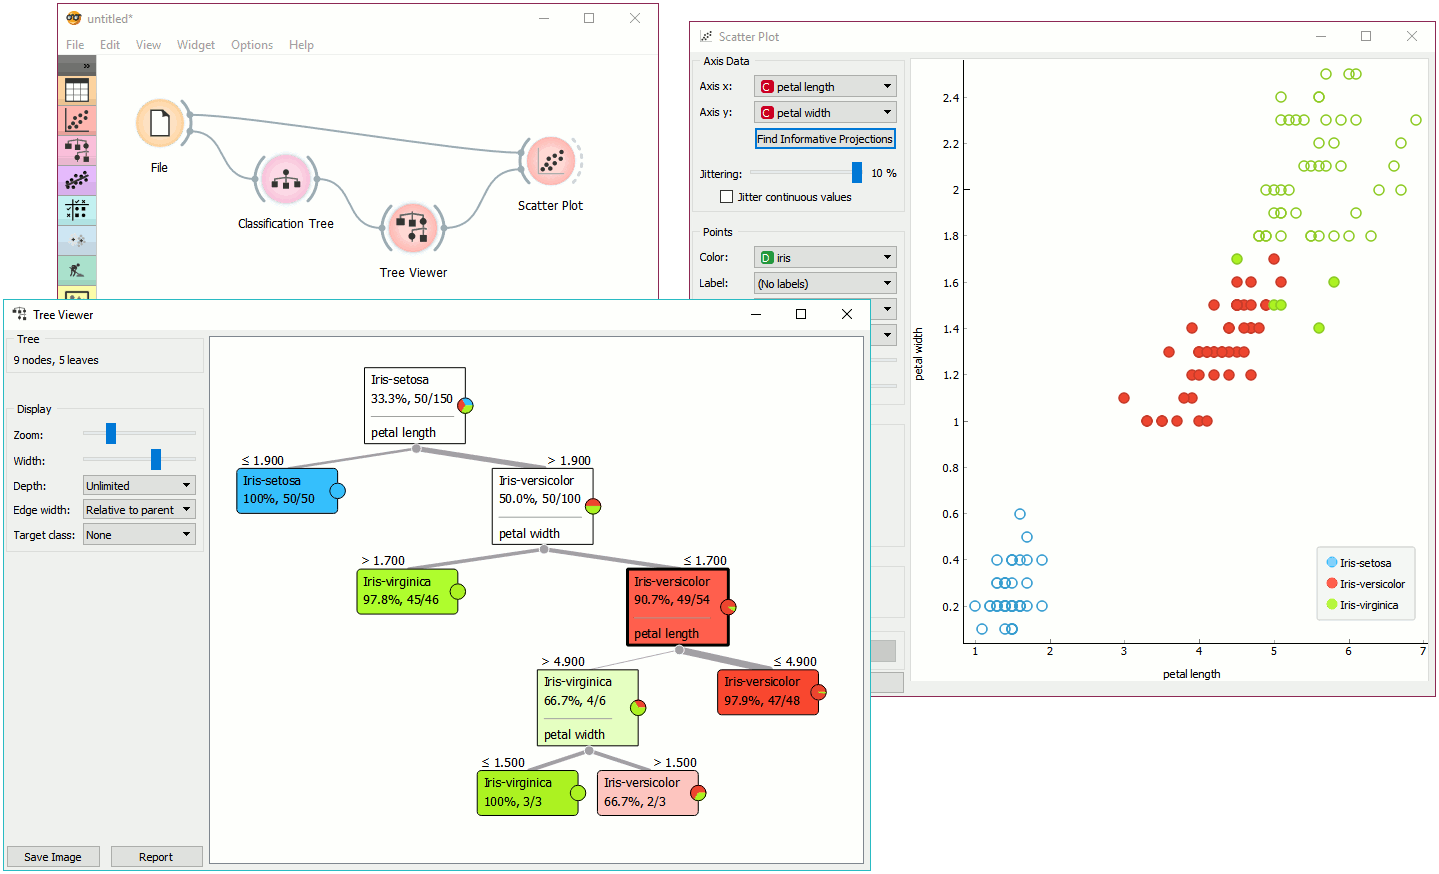 untitled*
File Edit View Widget Options Help
»
File
Classification Tree
Tree Viewer
Scatter Plot
Scatter Plot
Axis Data
Axis x: C petal length
Axis y: C petal width
Find Informative Projections
Jittering: 10 %
Jitter continuous values
Points
Color: D iris
Label: (No labels)
2.4
2.2
2
1.8
1.6
1.4
1.2
1
0.8
0.6
0.4
0.2
petal width
1 2 3 4 5 6 7
petal length
Iris-setosa
Iris-versicolor
Iris-virginica
Tree Viewer
Tree
9 nodes, 5 leaves
Display
Zoom:
Width:
Depth: Unlimited
Edge width: Relative to parent
Target class: None
Save Image Report
Iris-setosa
33.3%, 50/150
petal length
≤ 1.900
> 1.900
Iris-setosa
100%, 50/50
Iris-versicolor
50.0%, 50/100
petal width
> 1.700
≤ 1.700
Iris-virginica
97.8%, 45/46
Iris-versicolor
90.7%, 49/54
petal length
> 4.900
≤ 4.900
Iris-virginica
66.7%, 4/6
petal width
Iris-versicolor
97.9%, 47/48
≤ 1.500
> 1.500
Iris-virginica
100%, 3/3
Iris-versicolor
66.7%, 2/3